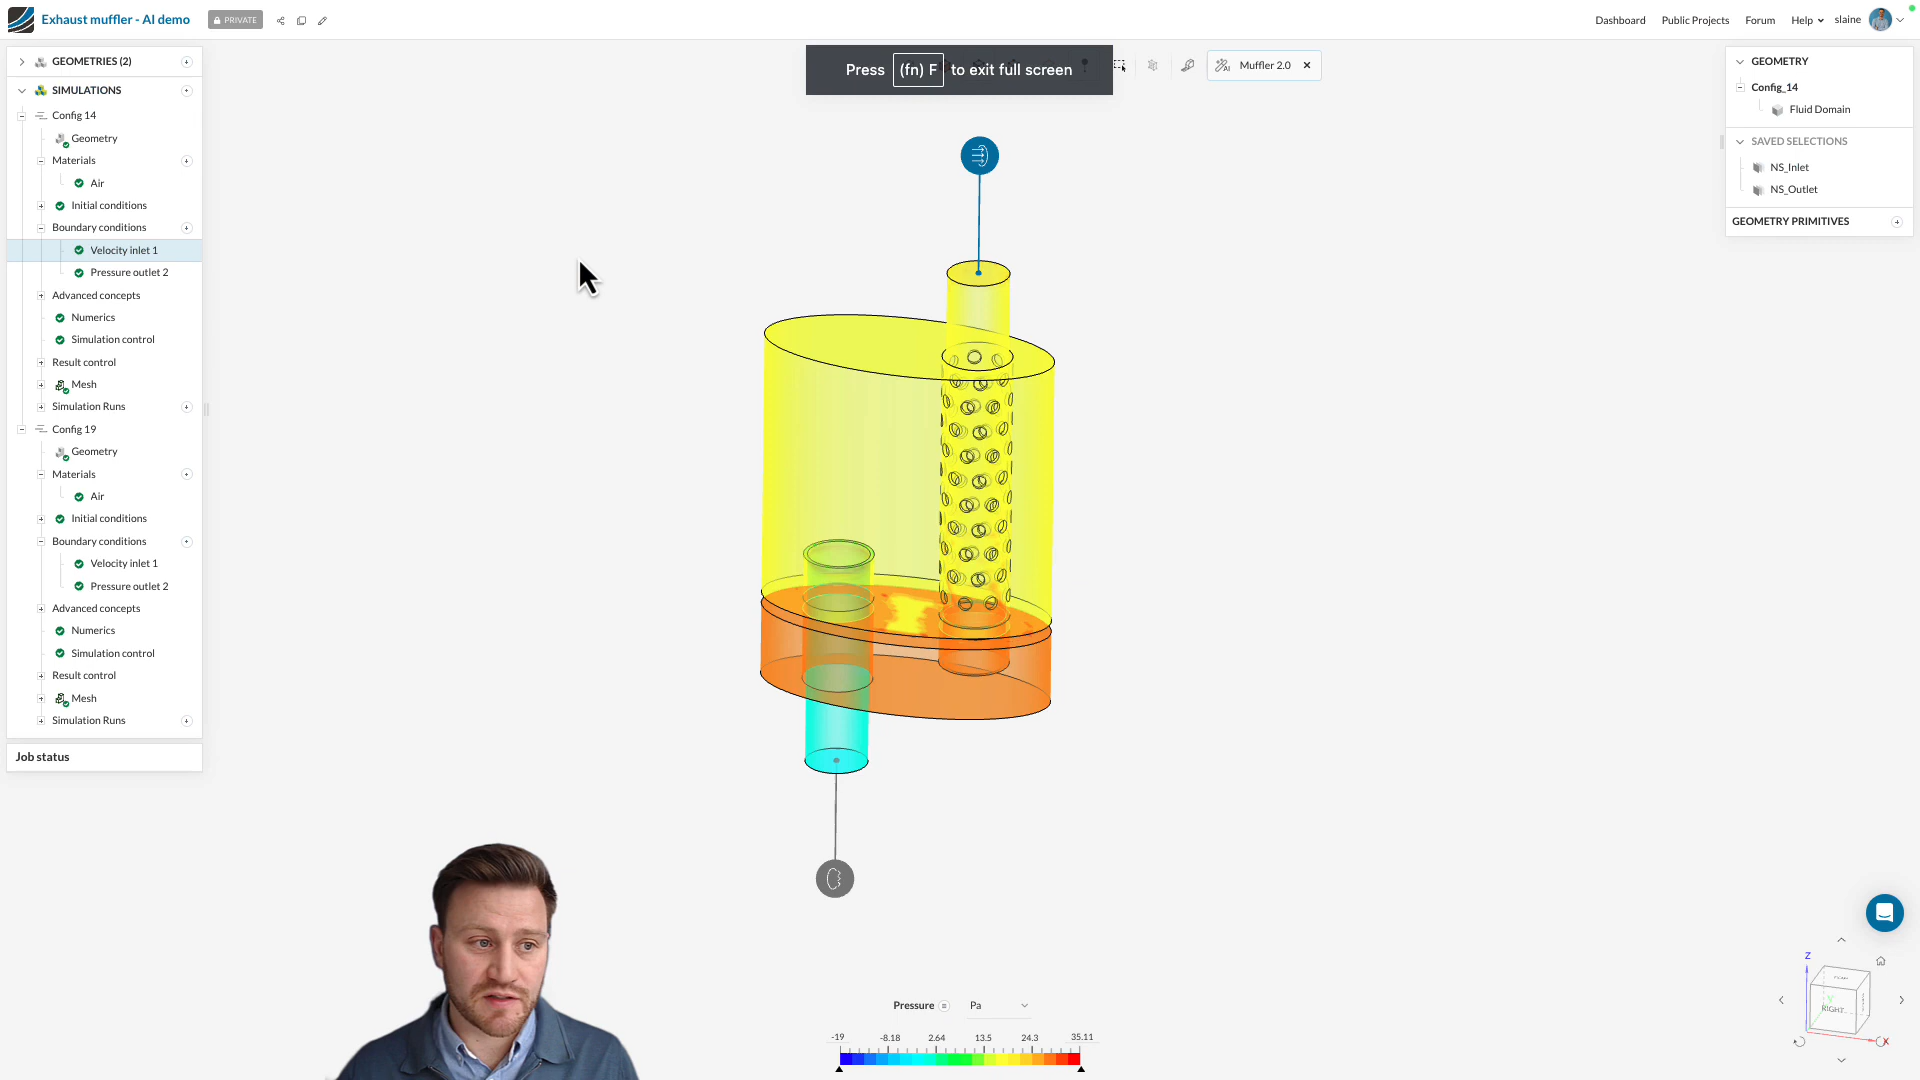 Exhaust muffler - AI demo
PRIVATE
Dashboard
Public Projects
Forum
Help
slaine
GEOMETRIES (2)
SIMULATIONS
Config 14
Geometry
Materials
Air
Initial conditions
Boundary conditions
Velocity inlet 1
Pressure outlet 2
Advanced concepts
Numerics
Simulation control
Result control
Mesh
Simulation Runs
Config 19
Geometry
Materials
Air
Initial conditions
Boundary conditions
Velocity inlet 1
Pressure outlet 2
Advanced concepts
Numerics
Simulation control
Result control
Mesh
Simulation Runs
Job status
Press (fn) F to exit full screen
AI
Muffler 2.0
GEOMETRY
Config_14
Fluid Domain
SAVED SELECTIONS
NS_Inlet
NS_Outlet
GEOMETRY PRIMITIVES
Pressure
Pa
-19 -8.18 2.64 13.5 24.3 35.11
Z
RIGHT
X